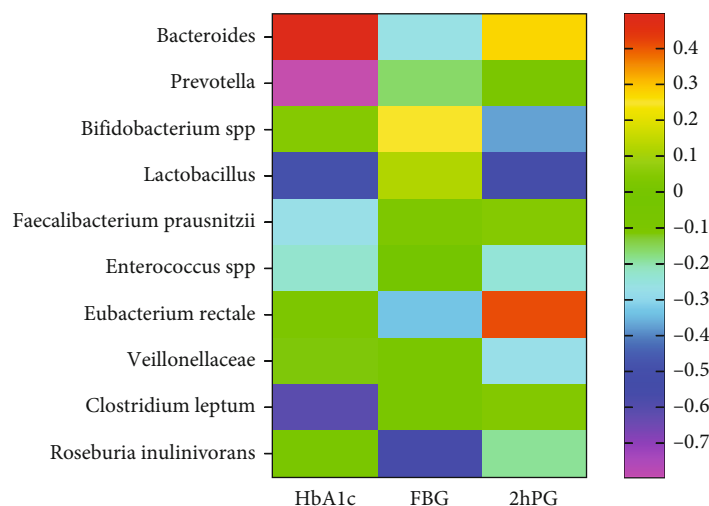 Bacteroides
Prevotella
Bifidobacterium spp
Lactobacillus
Faecalibacterium prausnitzii
Enterococcus spp
Eubacterium rectale
Veillonellaceae
Clostridium leptum
Roseburia inulinivorans
HbA1c FBG 2hPG
0.4
0.3
0.2
0.1
0
–0.1
–0.2
–0.3
–0.4
–0.5
–0.6
–0.7